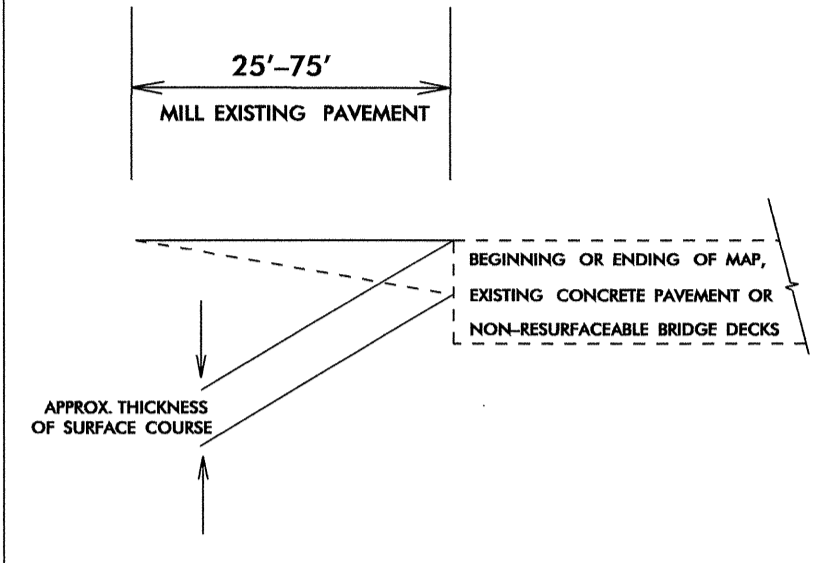 25'–75'
MILL EXISTING PAVEMENT
BEGINNING OR ENDING OF MAP,
EXISTING CONCRETE PAVEMENT OR
NON–RESURFACEABLE BRIDGE DECKS
APPROX. THICKNESS
OF SURFACE COURSE